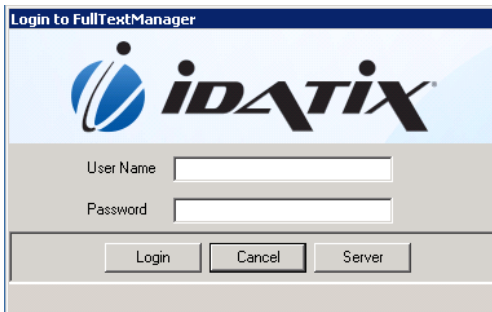 Login to FullTextManager
iDATiX
User Name
Password
Login Cancel Server